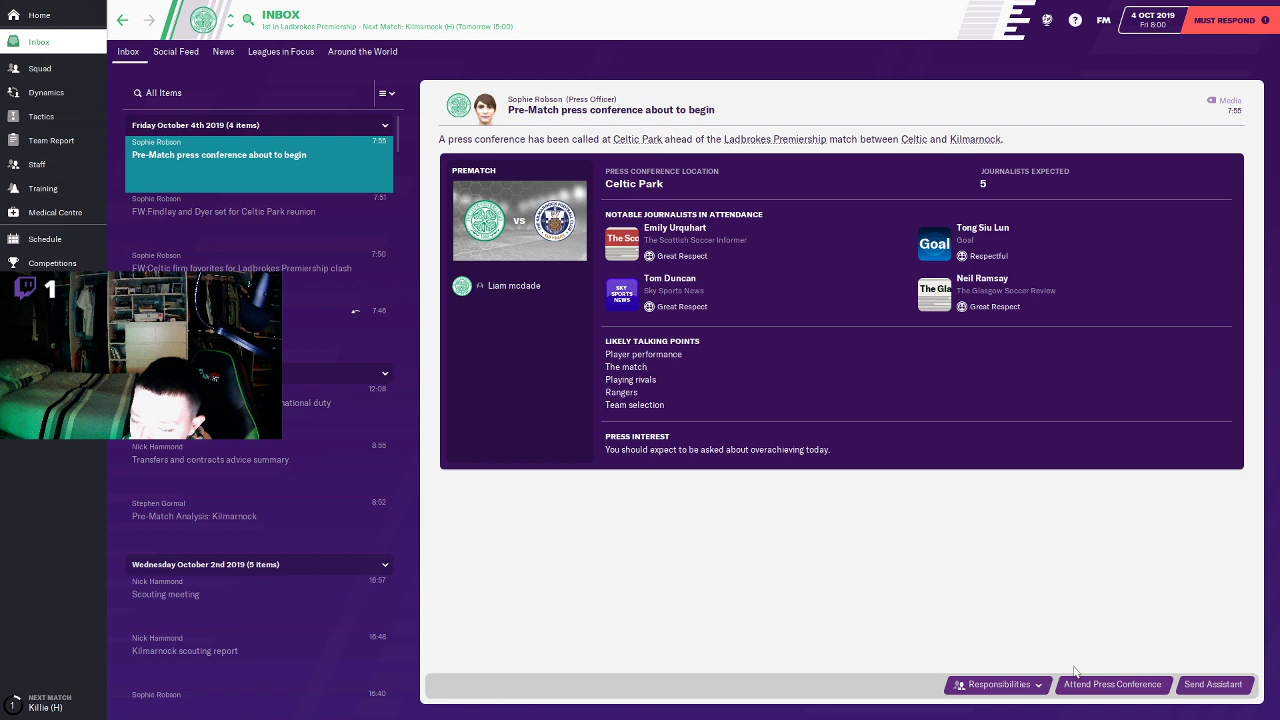 Home
Inbox
Squad
Dynamics
Tactics
Team Report
Staff
Training
Medical Centre
Schedule
Competitions
1
NEXT MATCH
1
Killie (H)
INBOX
1st in Ladbrokes Premiership - Next Match: Kilmarnock (H) (Tomorrow 15:00)
?
FM
4 OCT 2019
Fri 8:00
MUST RESPOND
Inbox
Social Feed
News
Leagues in Focus
Around the World
All Items
Friday October 4th 2019 (4 items)
Sophie Robson
7:55
Pre-Match press conference about to begin
Sophie Robson
7:51
FW:Findlay and Dyer set for Celtic Park reunion
Sophie Robson
7:50
FW:Celtic firm favorites for Ladbrokes Premiership clash
7:46
12:08
national duty
Nick Hammond
8:55
Transfers and contracts advice summary
Stephen Gormal
8:52
Pre-Match Analysis: Kilmarnock
Wednesday October 2nd 2019 (5 items)
Nick Hammond
16:57
Scouting meeting
Nick Hammond
16:48
Kilmarnock scouting report
Sophie Robson
16:40
Sophie Robson (Press Officer)
Pre-Match press conference about to begin
Media
7:55
A press conference has been called at Celtic Park ahead of the Ladbrokes Premiership match between Celtic and Kilmarnock.
PREMATCH
VS
Liam mcdade
PRESS CONFERENCE LOCATION
Celtic Park
JOURNALISTS EXPECTED
5
NOTABLE JOURNALISTS IN ATTENDANCE
The Sco
Emily Urquhart
The Scottish Soccer Informer
Great Respect
Goal
Tong Siu Lun
Goal
Respectful
SKY
SPORTS
NEWS
Tom Duncan
Sky Sports News
Great Respect
The Gla
Neil Ramsay
The Glasgow Soccer Review
Great Respect
LIKELY TALKING POINTS
Player performance
The match
Playing rivals
Rangers
Team selection
PRESS INTEREST
You should expect to be asked about overachieving today.
Responsibilities
Attend Press Conference
Send Assistant